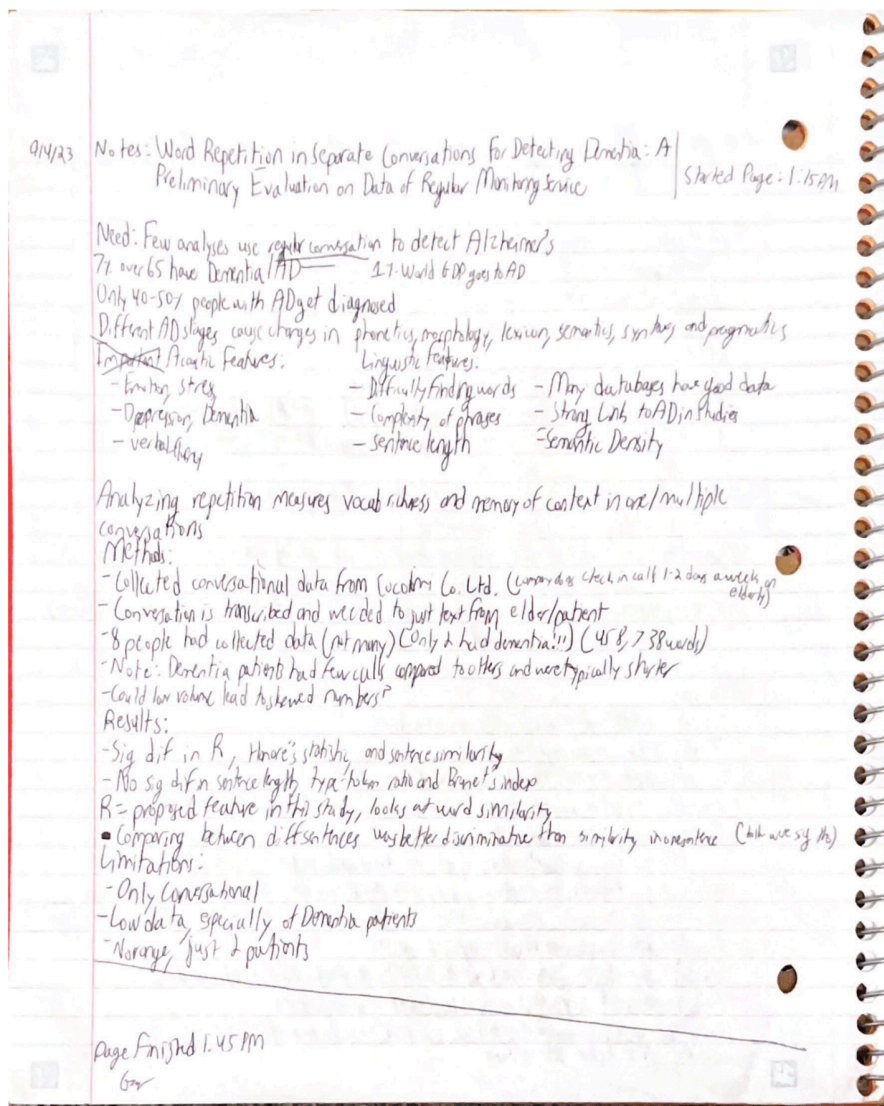 9/4/23 Notes: Word Repetition in Separate Conversations for Detecting Dementia: A
Preliminary Evaluation on Data of Regular Monitoring Service
Started Page: 1:15 PM
Need: Few analyses use regular conversation to detect Alzheimer's
7% over 65 have Dementia/AD 1% World GDP goes to AD
Only 40-50% people with AD get diagnosed
Different AD stages cause changes in phonetics, morphology, lexicon, semantics, syntax and pragmatics
Important Acoustic Features: Linguistic Features:
- Emotion, stress - Difficulty finding words - Many databases have good data
- Depression, Dementia - Complexity of phrases - Strong Link to AD in studies
- verbal - sentence length - Semantic Density
Analyzing repetition measures vocab richness and memory of context in one/multiple
conversations
Methods:
- Collected conversational data from Cocolomi Co. Ltd. (company does check in calls 1-2 days a week on
elderly)
- Conversation is transcribed and weeded to just text from elder/patient
- 8 people had collected data (not many) (Only 2 had dementia!!!) (458, >38 words)
- Note: Dementia patients had few calls compared to others and were typically shorter
- Could low volume lead to skewed numbers?
Results:
- Sig dif in R, Honore's statistic, and sentence similarity
- No sig dif in sentence length, type-token ratio and Brunet's index
R = proposed feature in this study, looks at word similarity
• Comparing between diff sentences was better discriminative than similarity in one sentence (both were sig tho)
Limitations:
- Only Conversational
- Low data, especially of Dementia patients
- No range, just 2 patients
Page Finished 1:45 PM